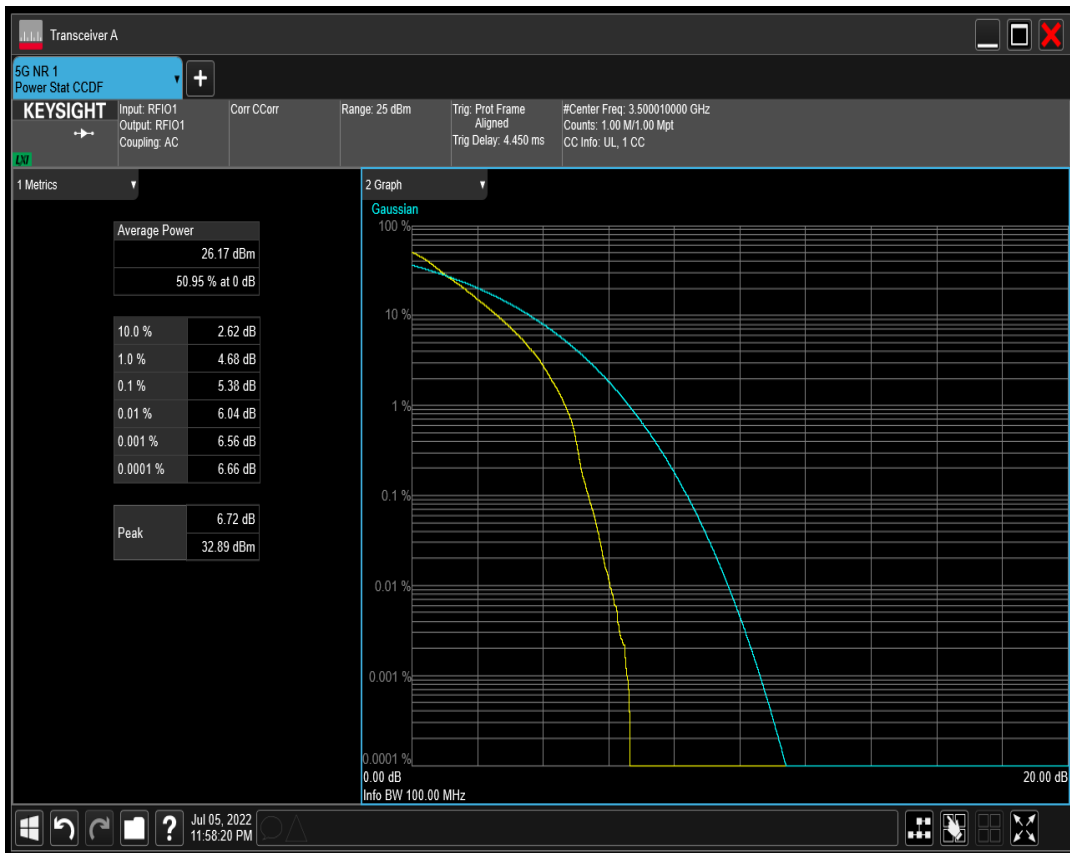 Transceiver A
5G NR 1
Power Stat CCDF
+
KEYSIGHT
LXI
Input: RFIO1
Output: RFIO1
Coupling: AC
Corr CCorr
Range: 25 dBm
Trig: Prot Frame
Aligned
Trig Delay: 4.450 ms
#Center Freq: 3.500010000 GHz
Counts: 1.00 M/1.00 Mpt
CC Info: UL, 1 CC
1 Metrics
Average Power
26.17 dBm
50.95 % at 0 dB
10.0 % 2.62 dB
1.0 % 4.68 dB
0.1 % 5.38 dB
0.01 % 6.04 dB
0.001 % 6.56 dB
0.0001 % 6.66 dB
Peak 6.72 dB
32.89 dBm
2 Graph
Gaussian
100 %
10 %
1 %
0.1 %
0.01 %
0.001 %
0.0001 %
0.00 dB 20.00 dB
Info BW 100.00 MHz
?
Jul 05, 2022
11:58:20 PM